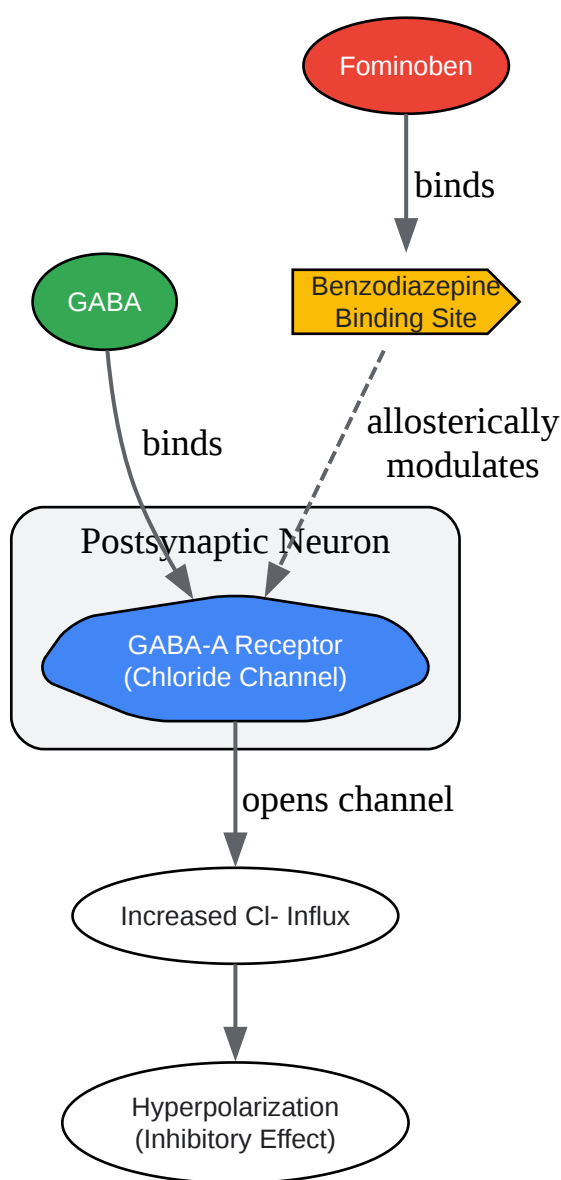 Fominoben
binds
GABA
Benzodiazepine
Binding Site
binds
allosterically
modulates
Postsynaptic Neuron
GABA-A Receptor
(Chloride Channel)
opens channel
Increased Cl- Influx
Hyperpolarization
(Inhibitory Effect)